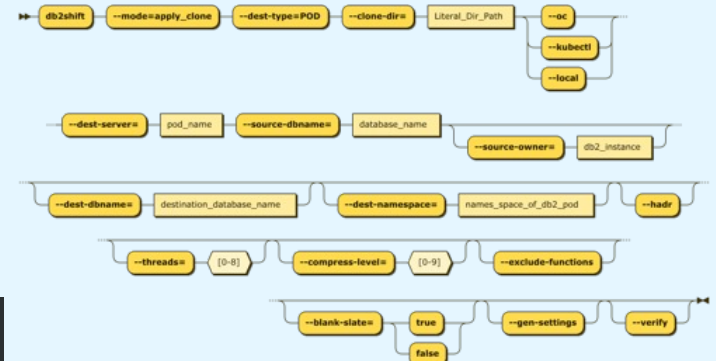 db2shift --mode=apply_clone --dest-type=POD --clone-dir= Literal_Dir_Path --oc
--kubectl
--local
--dest-server= pod_name --source-dbname= database_name
--source-owner= db2_instance
--dest-dbname= destination_database_name --dest-namespace= names_space_of_db2_pod --hadr
--threads= [0-8] --compress-level= [0-9] --exclude-functions
--blank-slate= true --gen-settings --verify
false